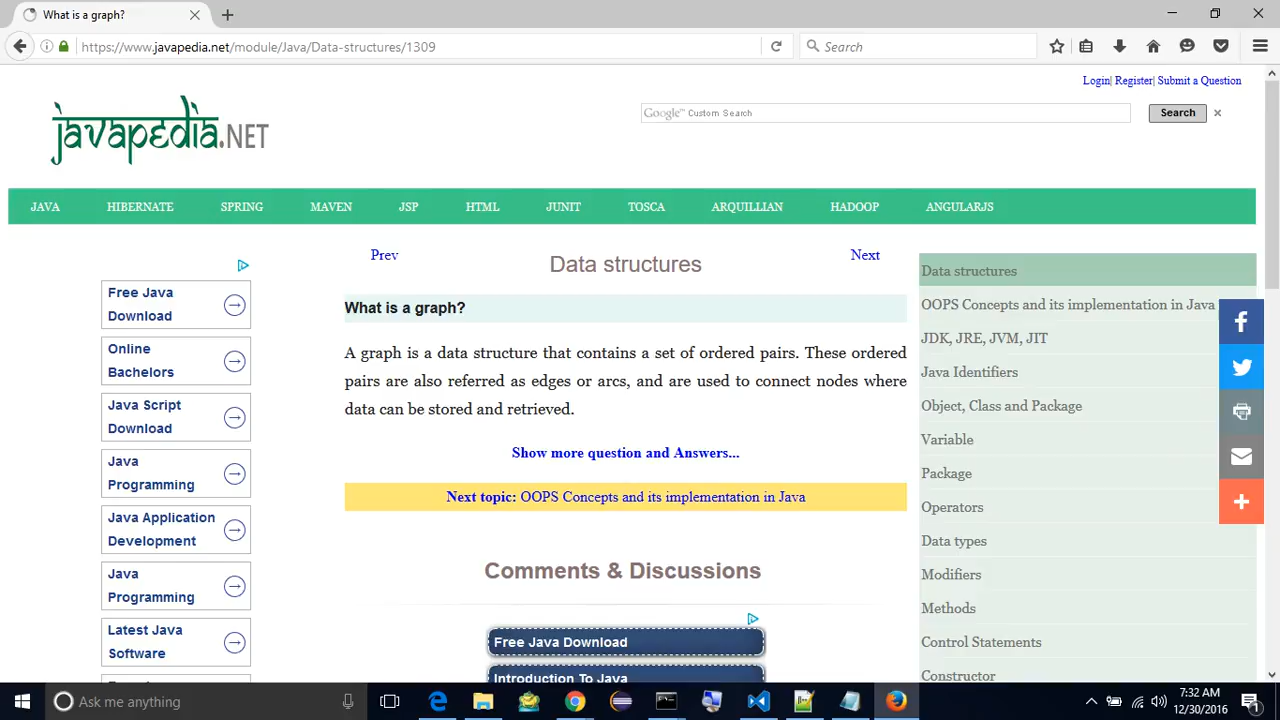 What is a graph?
https://www.javapedia.net/module/Java/Data-structures/1309
Search
Login| Register| Submit a Question
javapedia.NET
Google™ Custom Search
Search
JAVA HIBERNATE SPRING MAVEN JSP HTML JUNIT TOSCA ARQUILLIAN HADOOP ANGULARJS
Prev
Data structures
Next
What is a graph?
A graph is a data structure that contains a set of ordered pairs. These ordered
pairs are also referred as edges or arcs, and are used to connect nodes where
data can be stored and retrieved.
Show more question and Answers...
Next topic: OOPS Concepts and its implementation in Java
Comments & Discussions
Free Java Download
Introduction To Java
Free Java
Download
Online
Bachelors
Java Script
Download
Java
Programming
Java Application
Development
Java
Programming
Latest Java
Software
Data structures
OOPS Concepts and its implementation in Java
JDK, JRE, JVM, JIT
Java Identifiers
Object, Class and Package
Variable
Package
Operators
Data types
Modifiers
Methods
Control Statements
Constructor
Ask me anything
7:32 AM
12/30/2016
1